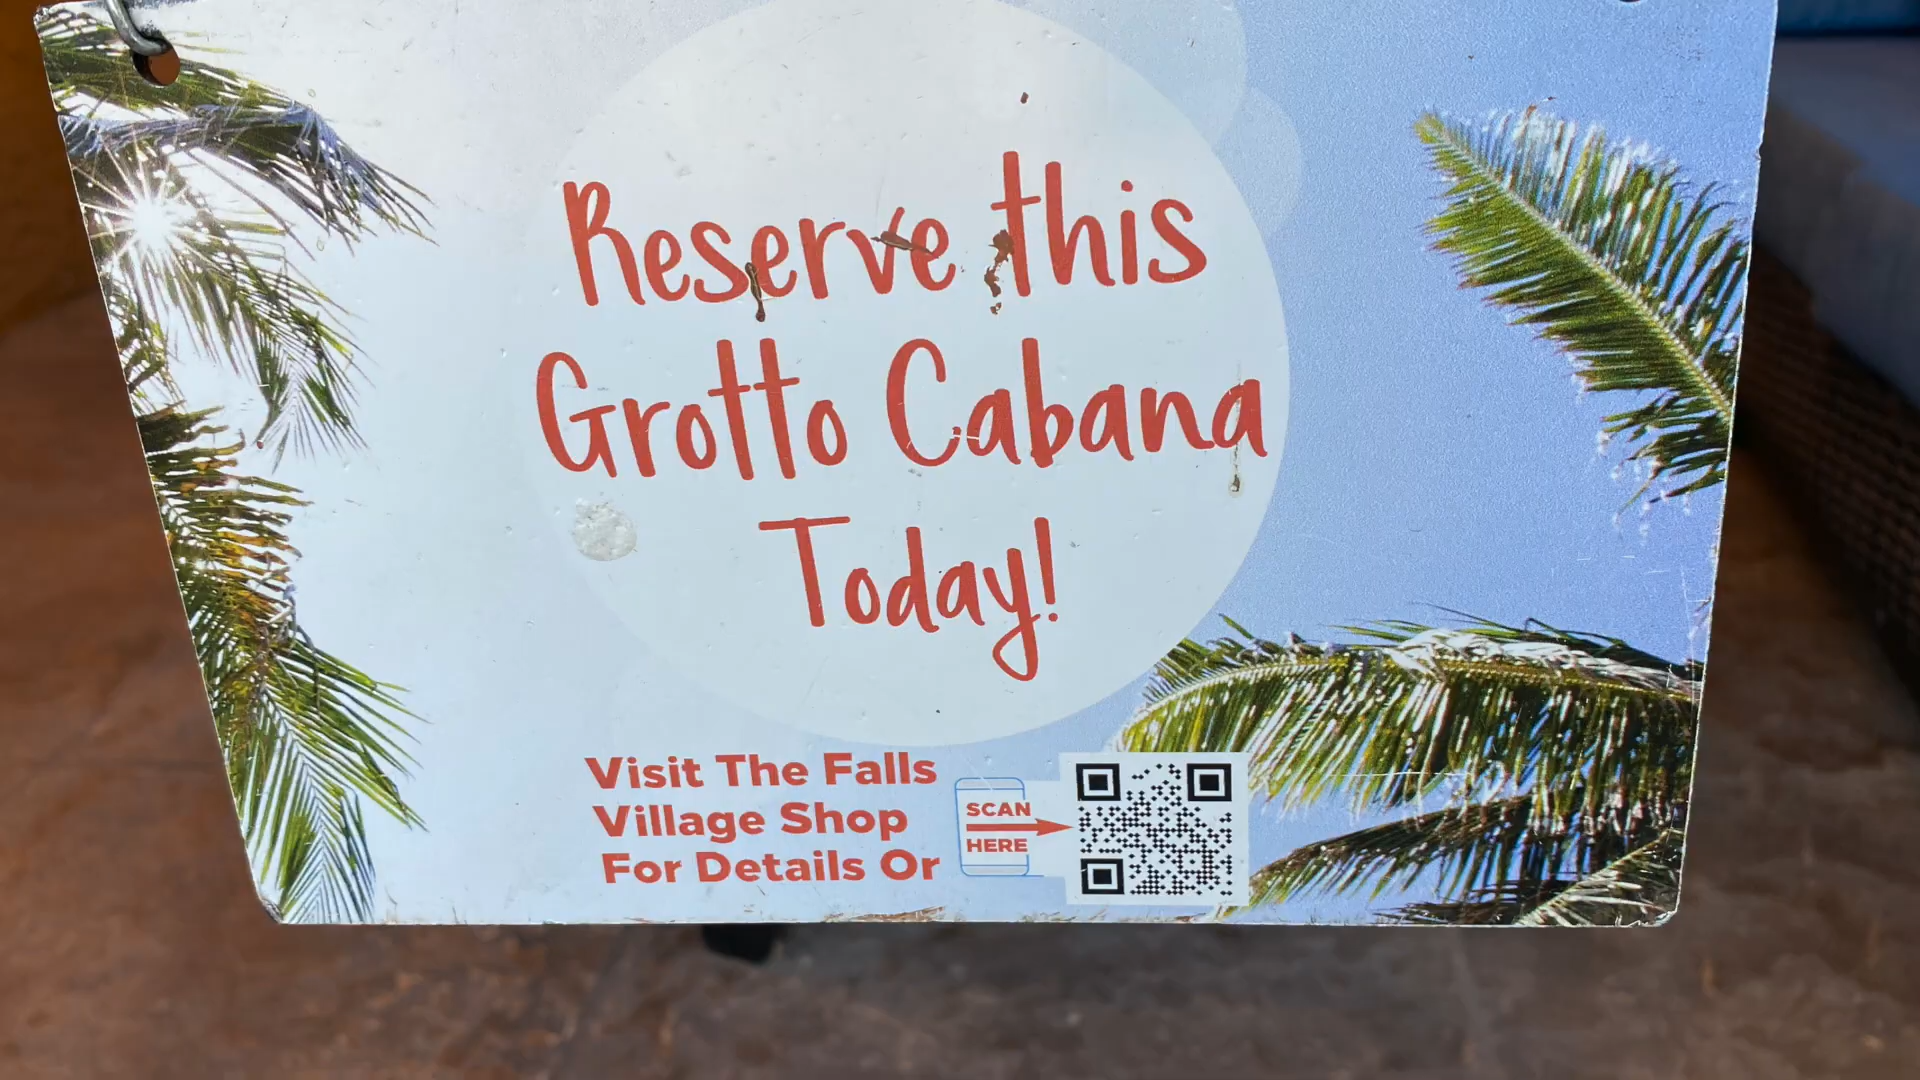 Reserve this
Grotto Cabana
Today!
Visit The Falls
Village Shop
For Details Or
SCAN
HERE